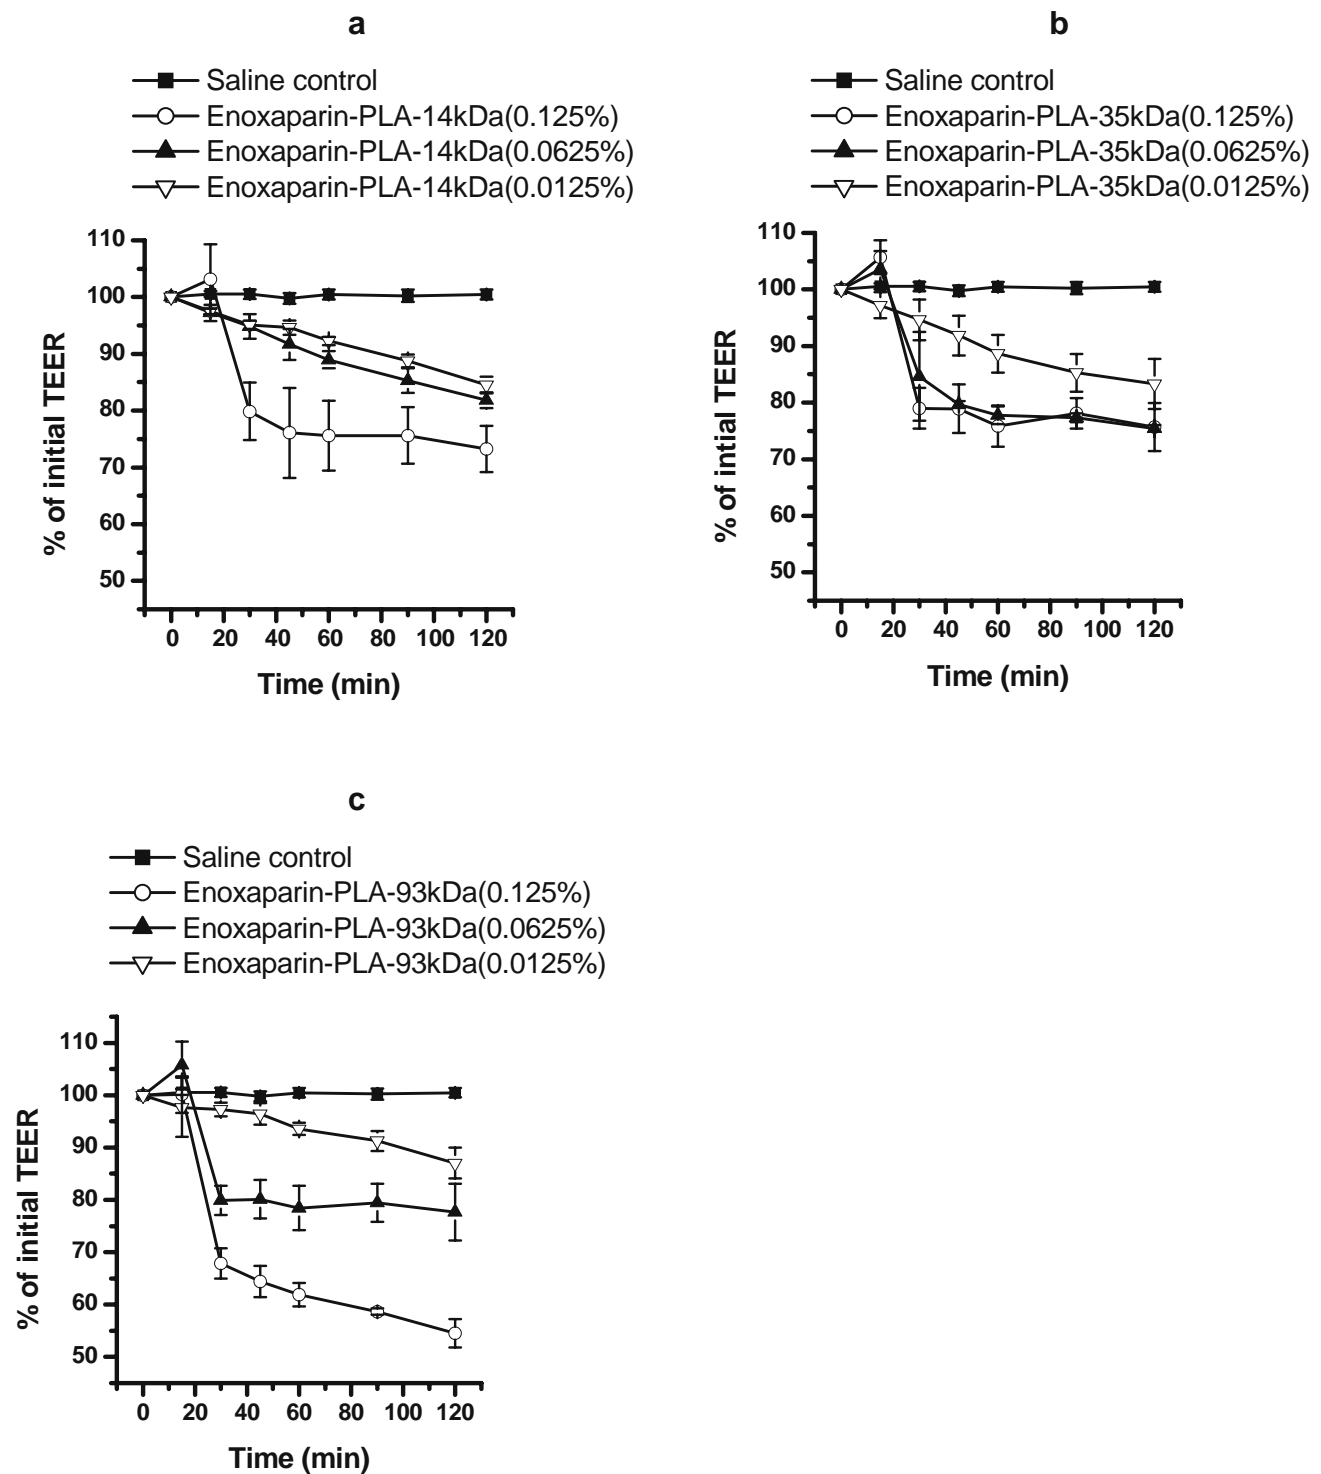 a
Saline control
Enoxaparin-PLA-14kDa(0.125%)
Enoxaparin-PLA-14kDa(0.0625%)
Enoxaparin-PLA-14kDa(0.0125%)
110
100
90
80
70
60
50
% of initial TEER
0 20 40 60 80 100 120
Time (min)
b
Saline control
Enoxaparin-PLA-35kDa(0.125%)
Enoxaparin-PLA-35kDa(0.0625%)
Enoxaparin-PLA-35kDa(0.0125%)
110
100
90
80
70
60
50
% of intial TEER
0 20 40 60 80 100 120
Time (min)
c
Saline control
Enoxaparin-PLA-93kDa(0.125%)
Enoxaparin-PLA-93kDa(0.0625%)
Enoxaparin-PLA-93kDa(0.0125%)
110
100
90
80
70
60
50
% of initial TEER
0 20 40 60 80 100 120
Time (min)